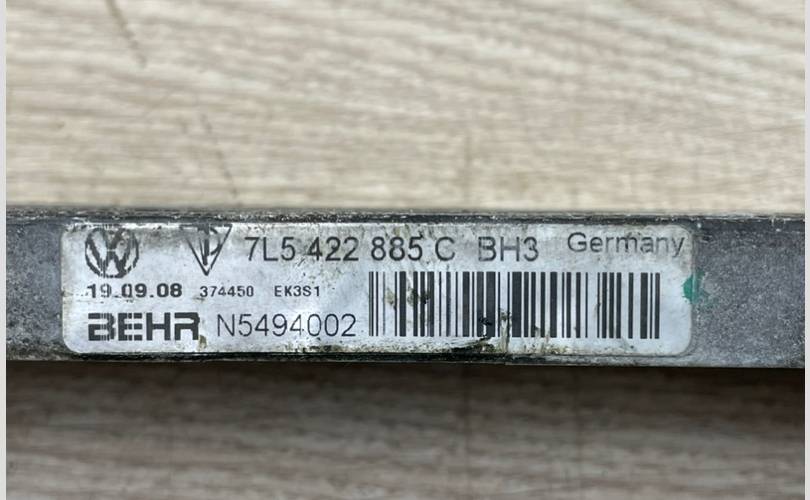 7L5 422 885 C BH3 Germany
19.09.08 374450 EK3S1
BEHR N5494002